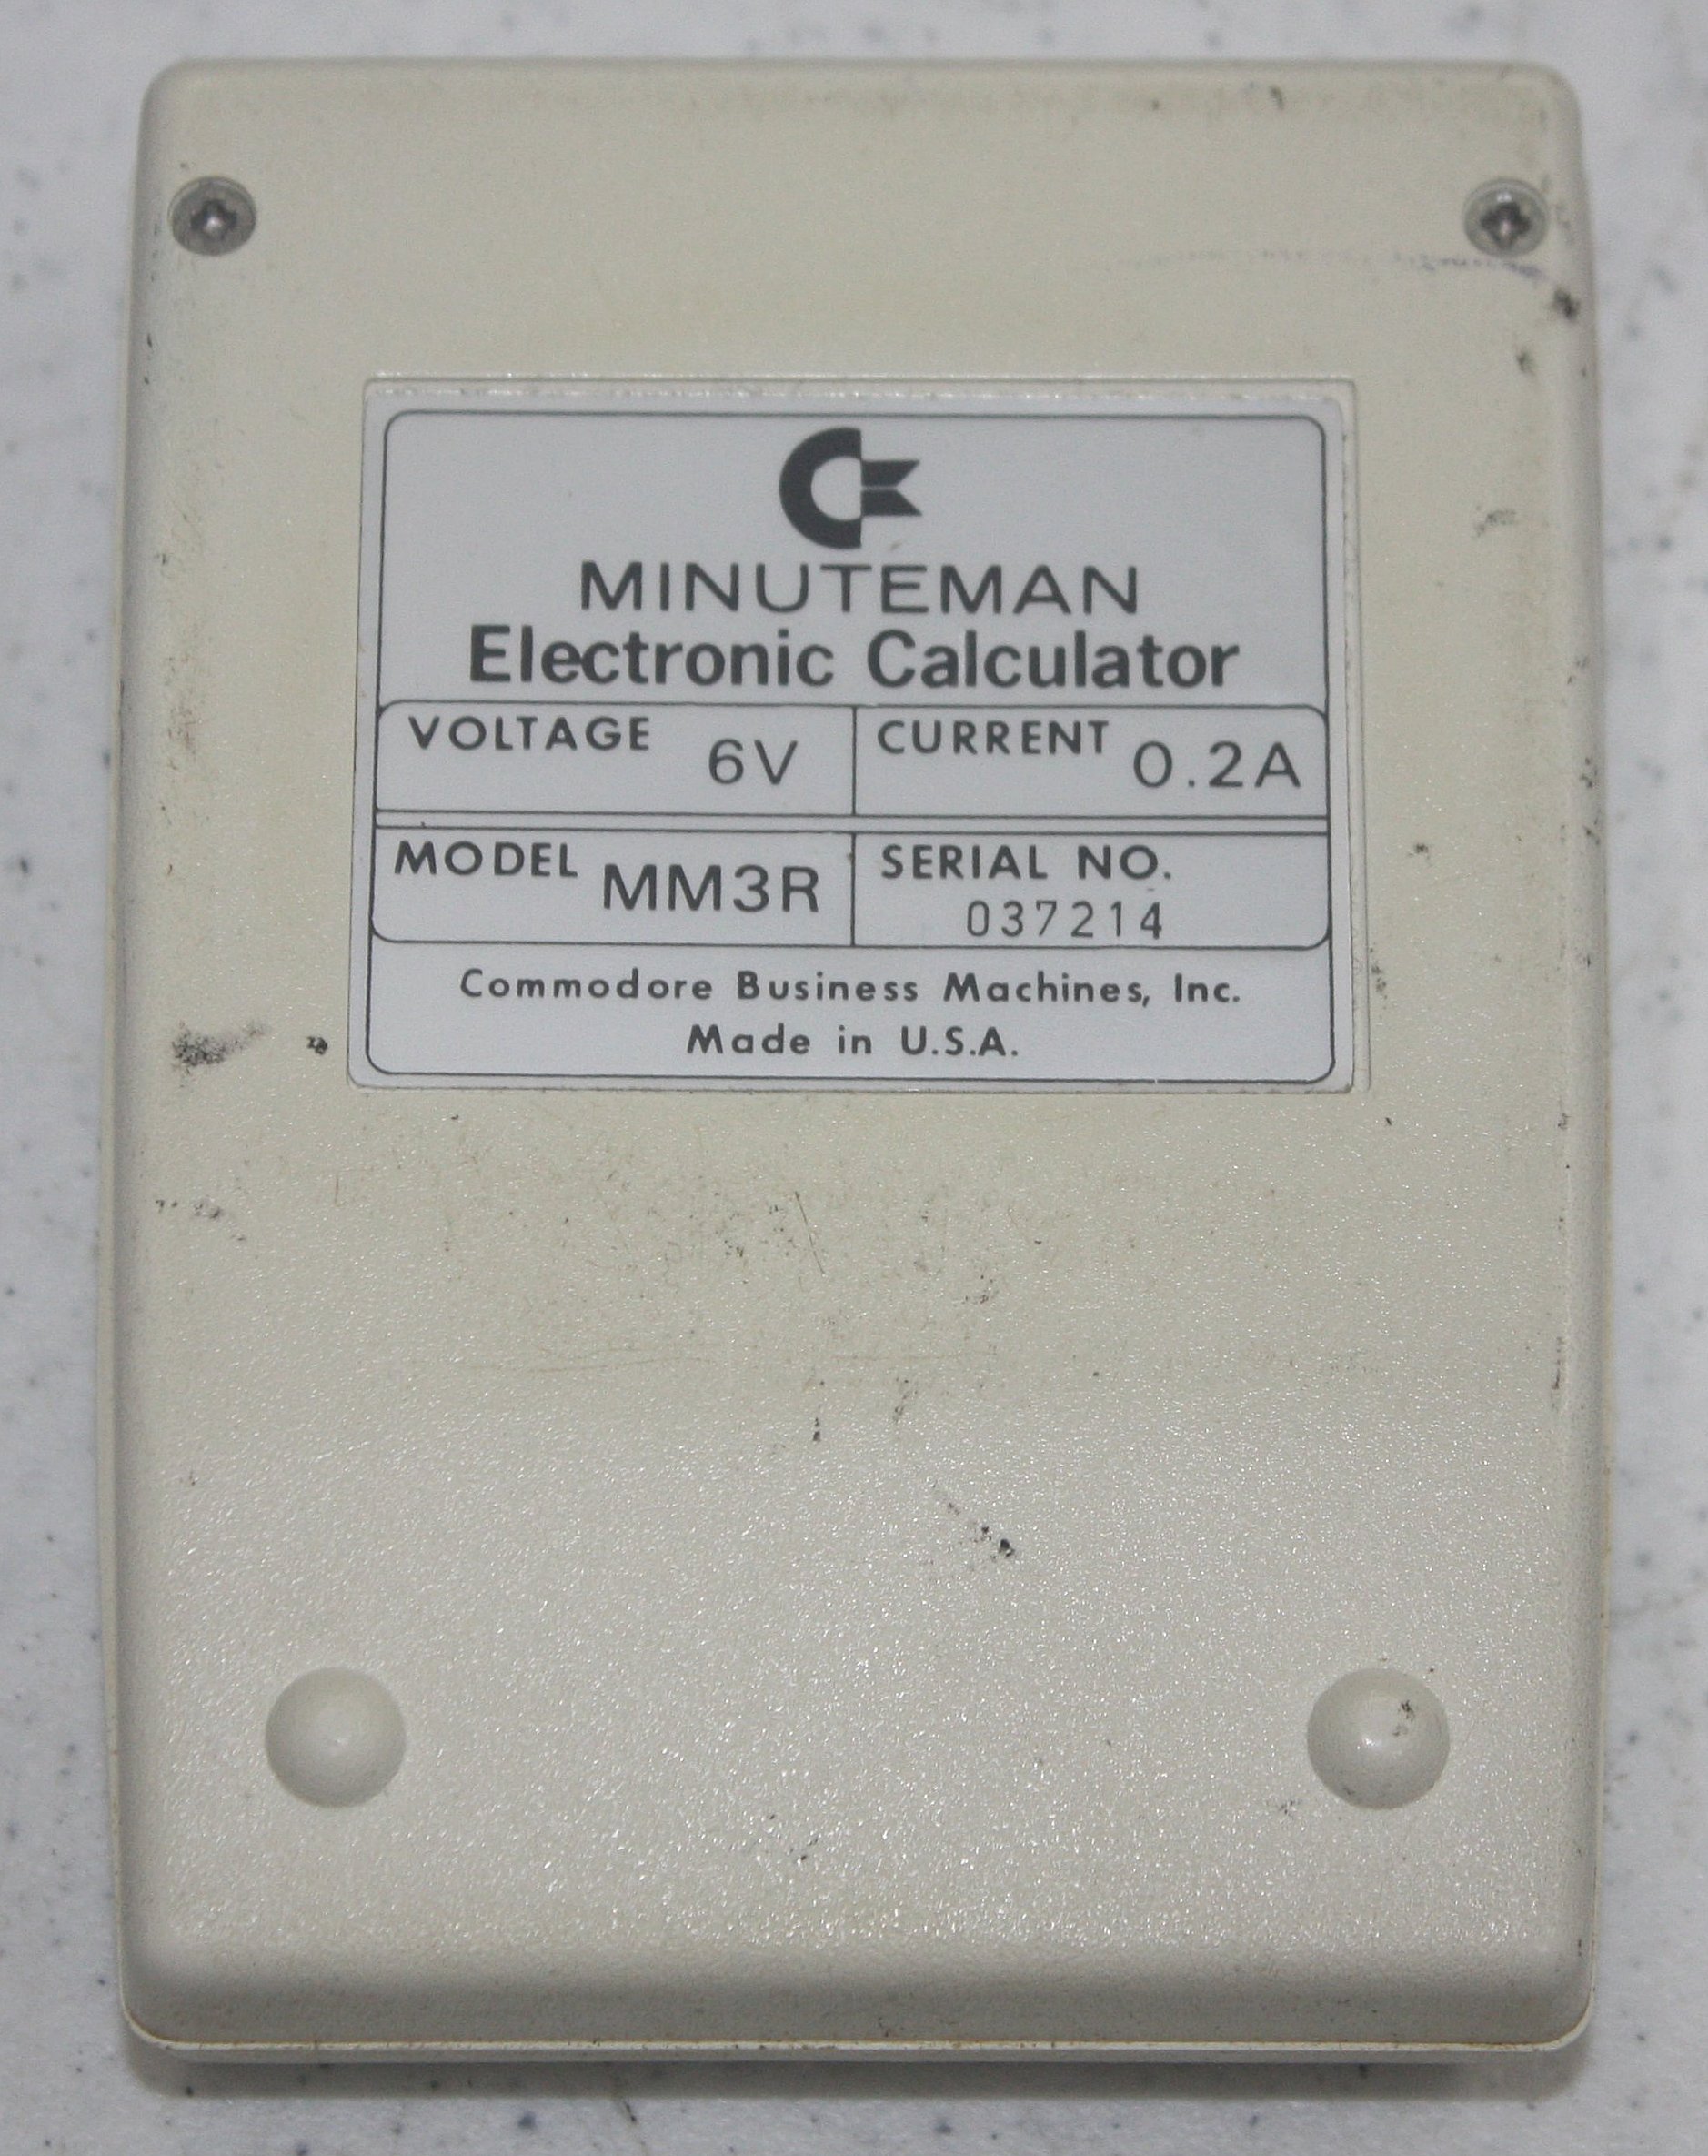 MINUTEMAN
Electronic Calculator
VOLTAGE 6V CURRENT 0.2A
MODEL MM3R SERIAL NO.
037214
Commodore Business Machines, Inc.
Made in U.S.A.